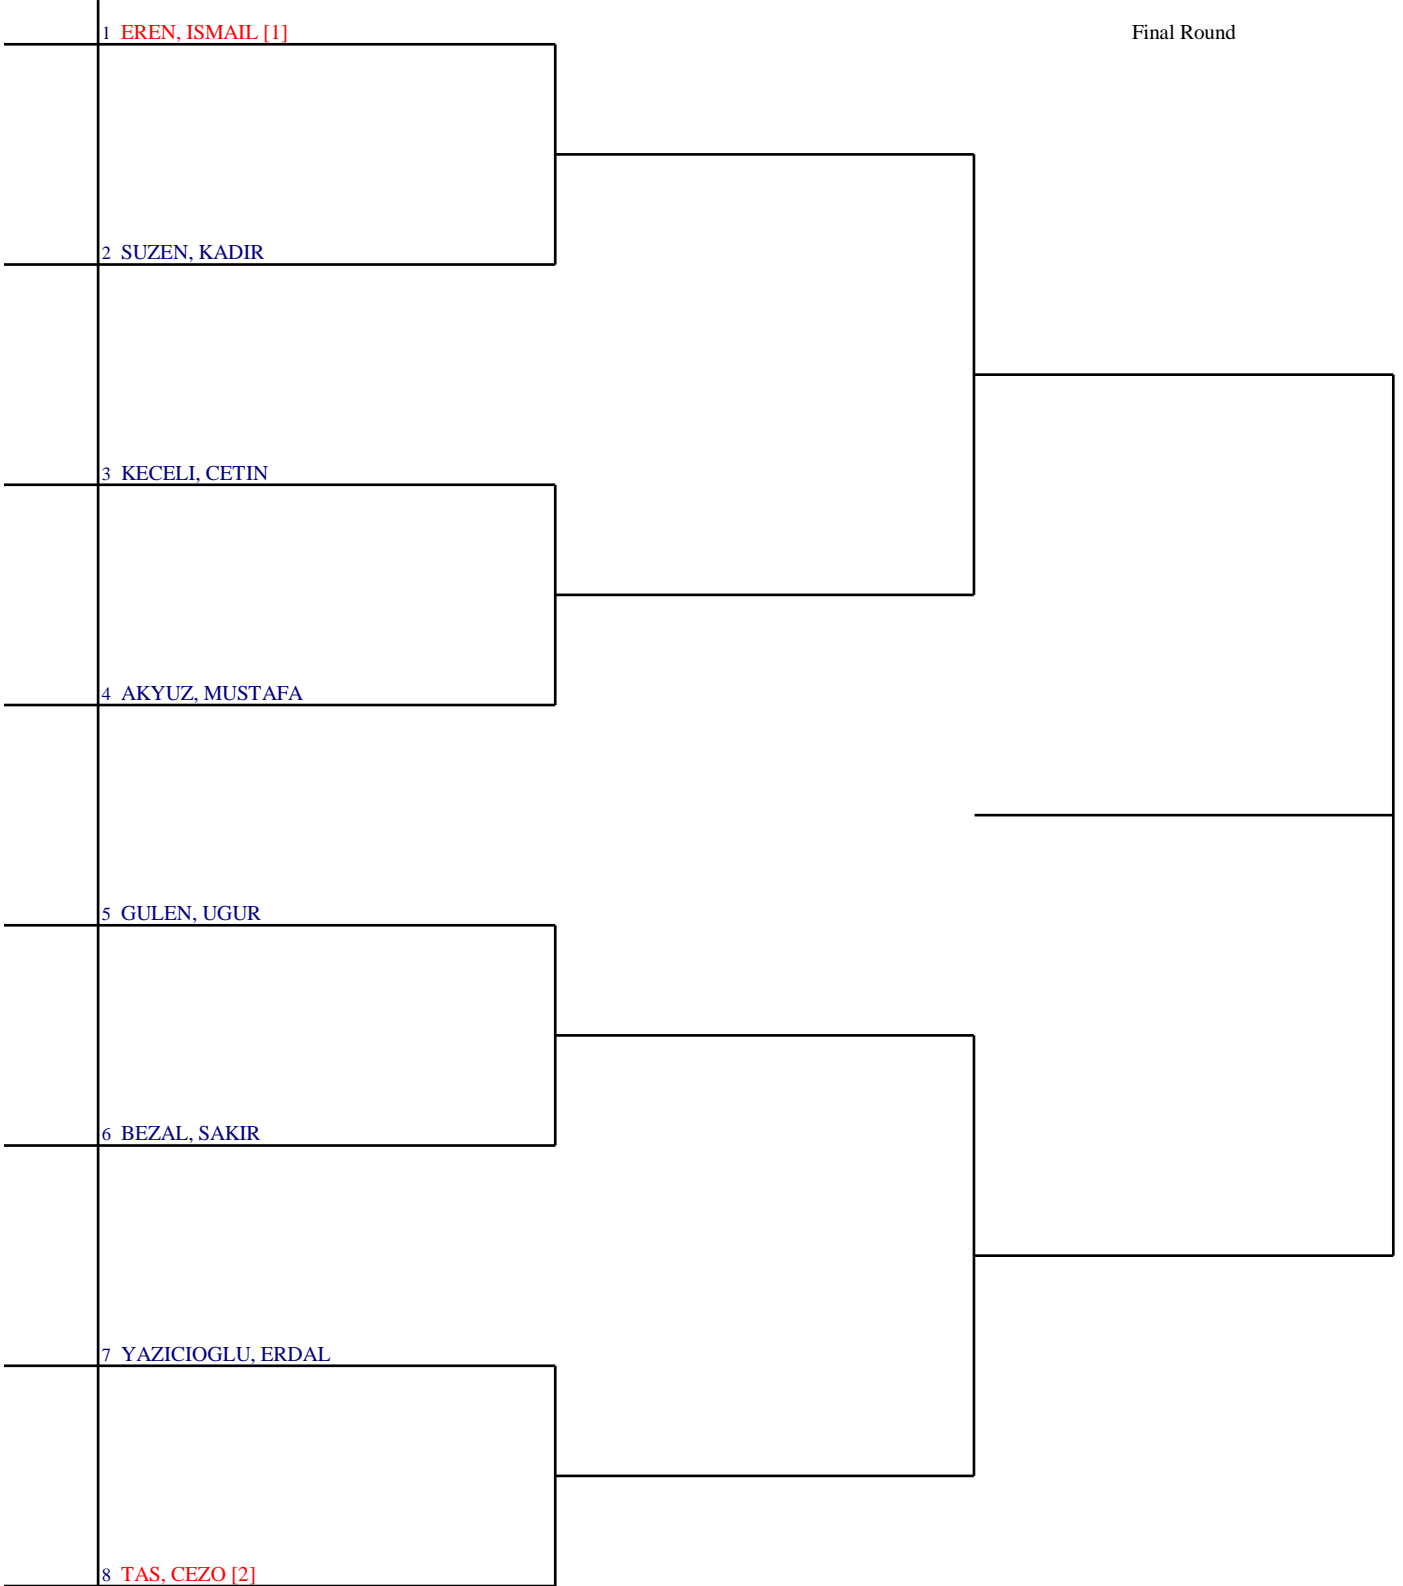 1 EREN, ISMAIL [1]
Final Round
2 SUZEN, KADIR
3 KECELI, CETIN
4 AKYUZ, MUSTAFA
5 GULEN, UGUR
6 BEZAL, SAKIR
7 YAZICIOGLU, ERDAL
8 TAS, CEZO [2]